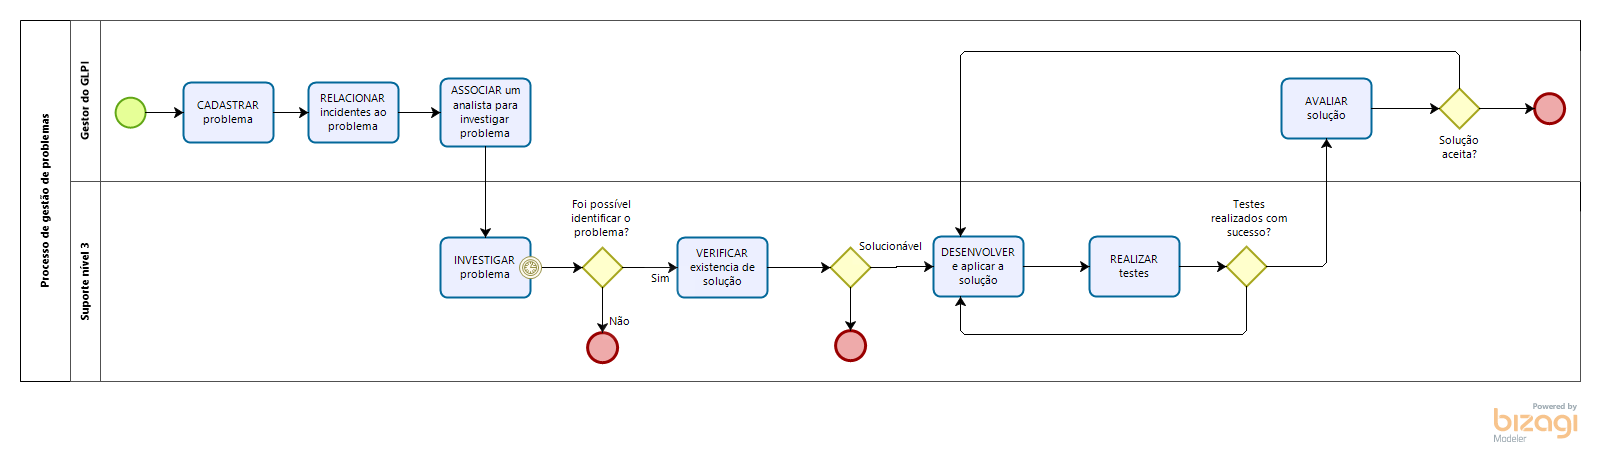 Processo de gestão de problemas
Gestor do GLPI
CADASTRAR
problema
RELACIONAR
incidentes ao
problema
ASSOCIAR um
analista para
investigar
problema
AVALIAR
solução
Solução
aceita?
Suporte nível 3
INVESTIGAR
problema
Foi possível
identificar o
problema?
Sim
Não
VERIFICAR
existencia de
solução
Solucionável
DESENVOLVER
e aplicar a
solução
REALIZAR
testes
Testes
realizados com
sucesso?
Powered by
bizagi
Modeler